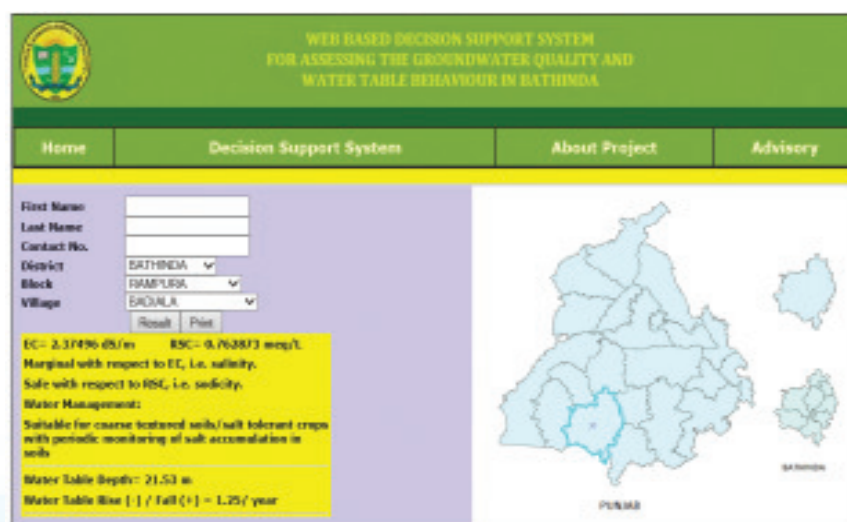 WEB BASED DECISION SUPPORT SYSTEM
FOR ASSESSING THE GROUNDWATER QUALITY AND
WATER TABLE BEHAVIOUR IN BATHINDA
Home
Decision Support System
About Project
Advisory
First Name
Last Name
Contact No.
District BATHINDA
Block RAMPURA
Village BADIALA
Result Print
EC= 2.37496 dS/m RSC= 0.762873 meq/L
Marginal with respect to EC, i.e. salinity.
Safe with respect to RSC, i.e. sodicity.
Water Management:
Suitable for coarse textured soils/salt tolerant crops
with periodic monitoring of salt accumulation in
soils
Water Table Depth= 21.53 m
Water Table Rise (-) / Fall (+) = 1.25/ year
PUNJAB
BATHINDA